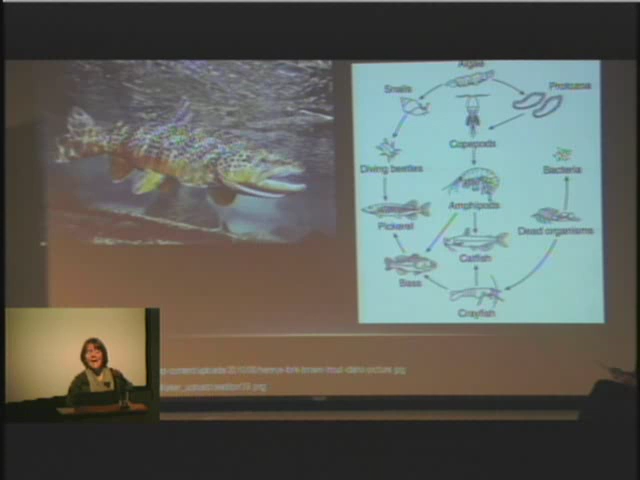 Algae
Snails
Protozoa
Copepods
Diving beetles
Bacteria
Amphipods
Pickerel
Dead organisms
Catfish
Bass
Crayfish